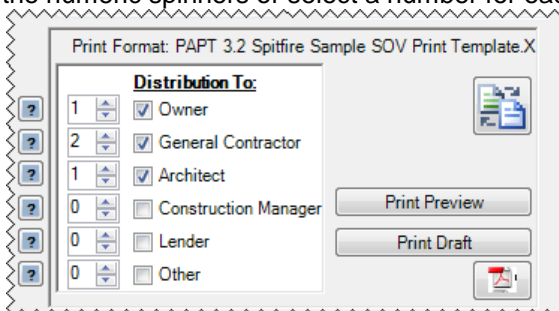 the numeric spinners or select a number for eac
Print Format: PAPT 3.2 Spitfire Sample SOV Print Template.X
Distribution To:
? 1 Owner
? 2 General Contractor
? 1 Architect
? 0 Construction Manager
? 0 Lender
? 0 Other
Print Preview
Print Draft